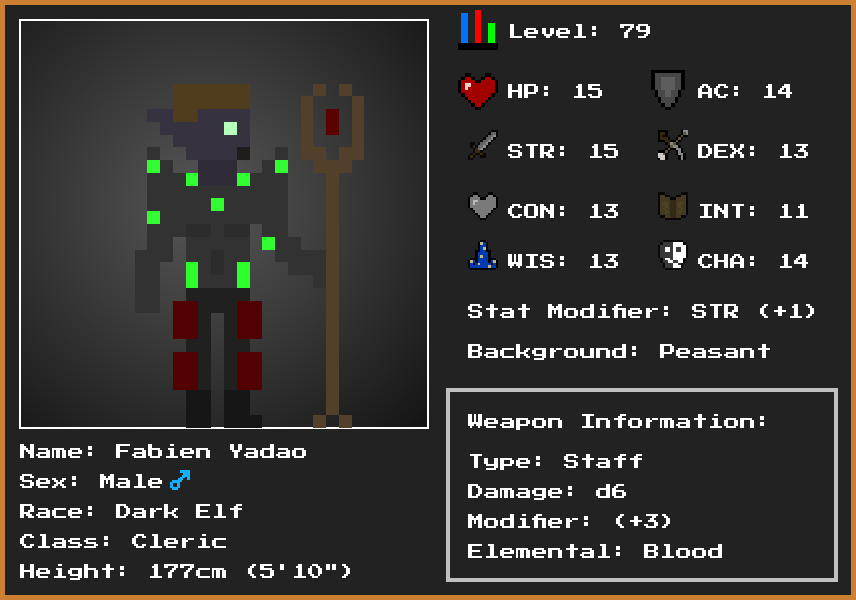 Level: 79
HP: 15 AC: 14
STR: 15 DEX: 13
CON: 13 INT: 11
WIS: 13 CHA: 14
Stat Modifier: STR (+1)
Background: Peasant
Weapon Information:
Type: Staff
Damage: d6
Modifier: (+3)
Elemental: Blood
Name: Fabien Yadao
Sex: Male♂
Race: Dark Elf
Class: Cleric
Height: 177cm (5'10")